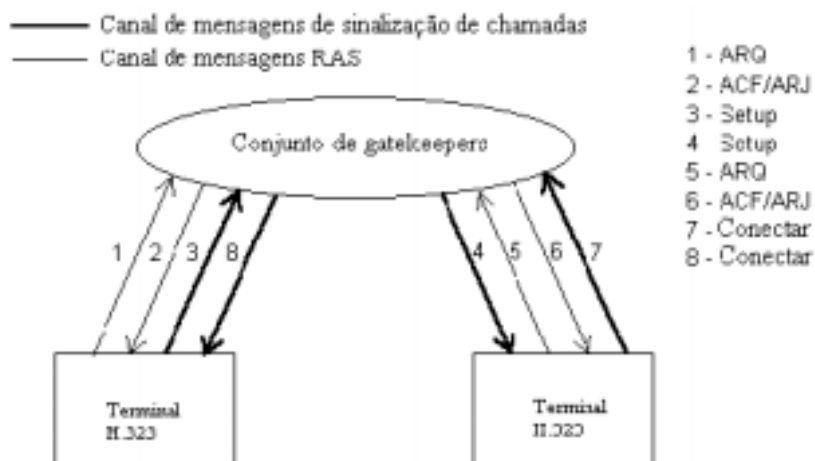 Canal de mensagens de sinalização de chamadas
Canal de mensagens RAS
1 - ARQ
2 - ACF/ARJ
3 - Setup
4 Setup
5 - ARQ
6 - ACF/ARJ
7 - Conectar
8 - Conectar
Conjunto de gatekeepers
1 2 3 8 4 5 6 7
Terminal
H.323
Terminal
H.323